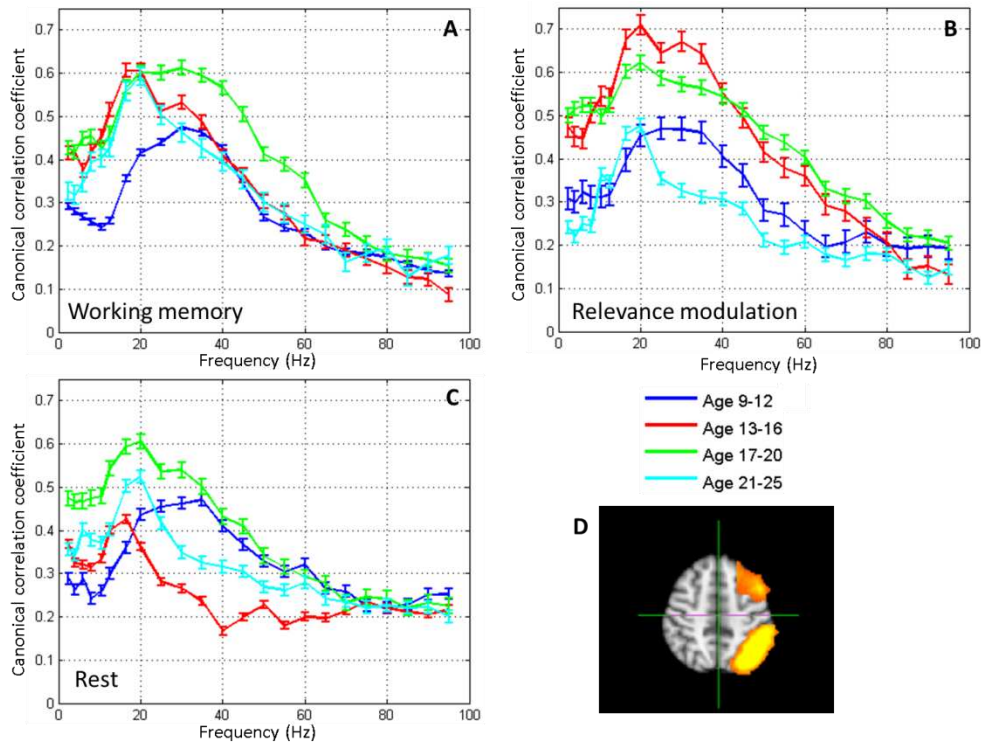 A
Canonical correlation coefficient
0.7
0.6
0.5
0.4
0.3
0.2
0.1
0
Working memory
0 20 40 60 80 100
Frequency (Hz)
B
Canonical correlation coefficient
0.7
0.6
0.5
0.4
0.3
0.2
0.1
0
Relevance modulation
0 20 40 60 80 100
Frequency (Hz)
C
Canonical correlation coefficient
0.7
0.6
0.5
0.4
0.3
0.2
0.1
Rest
0 20 40 60 80 100
Frequency (Hz)
Age 9-12
Age 13-16
Age 17-20
Age 21-25
D